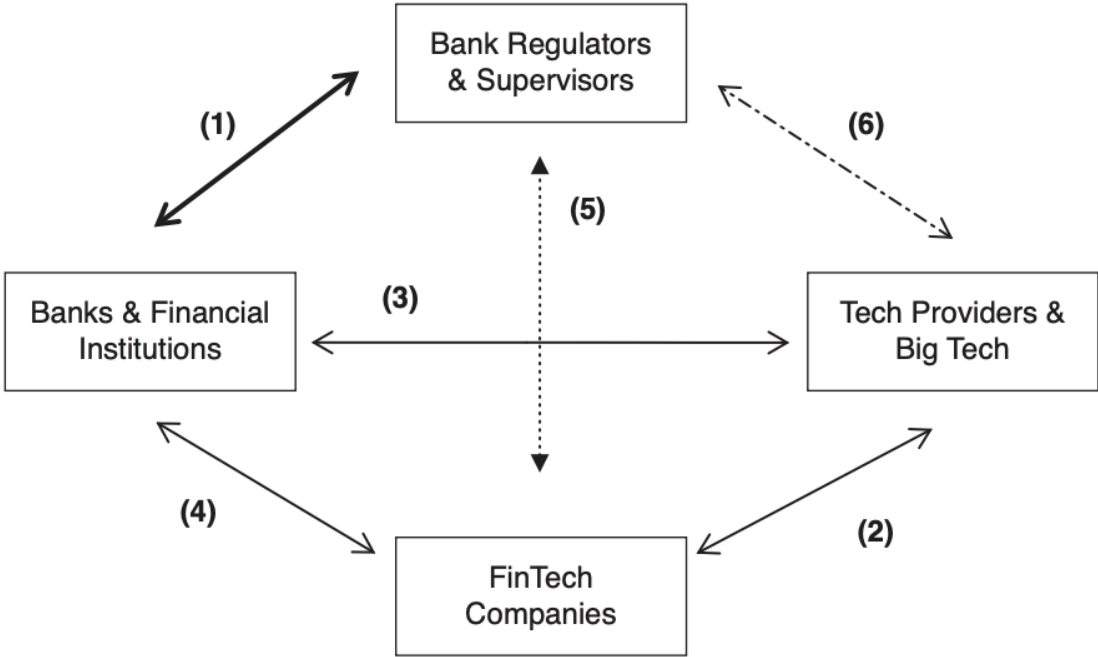 Bank Regulators
& Supervisors
(1)
(6)
(5)
Banks & Financial
Institutions
(3)
Tech Providers &
Big Tech
(4)
(2)
FinTech
Companies